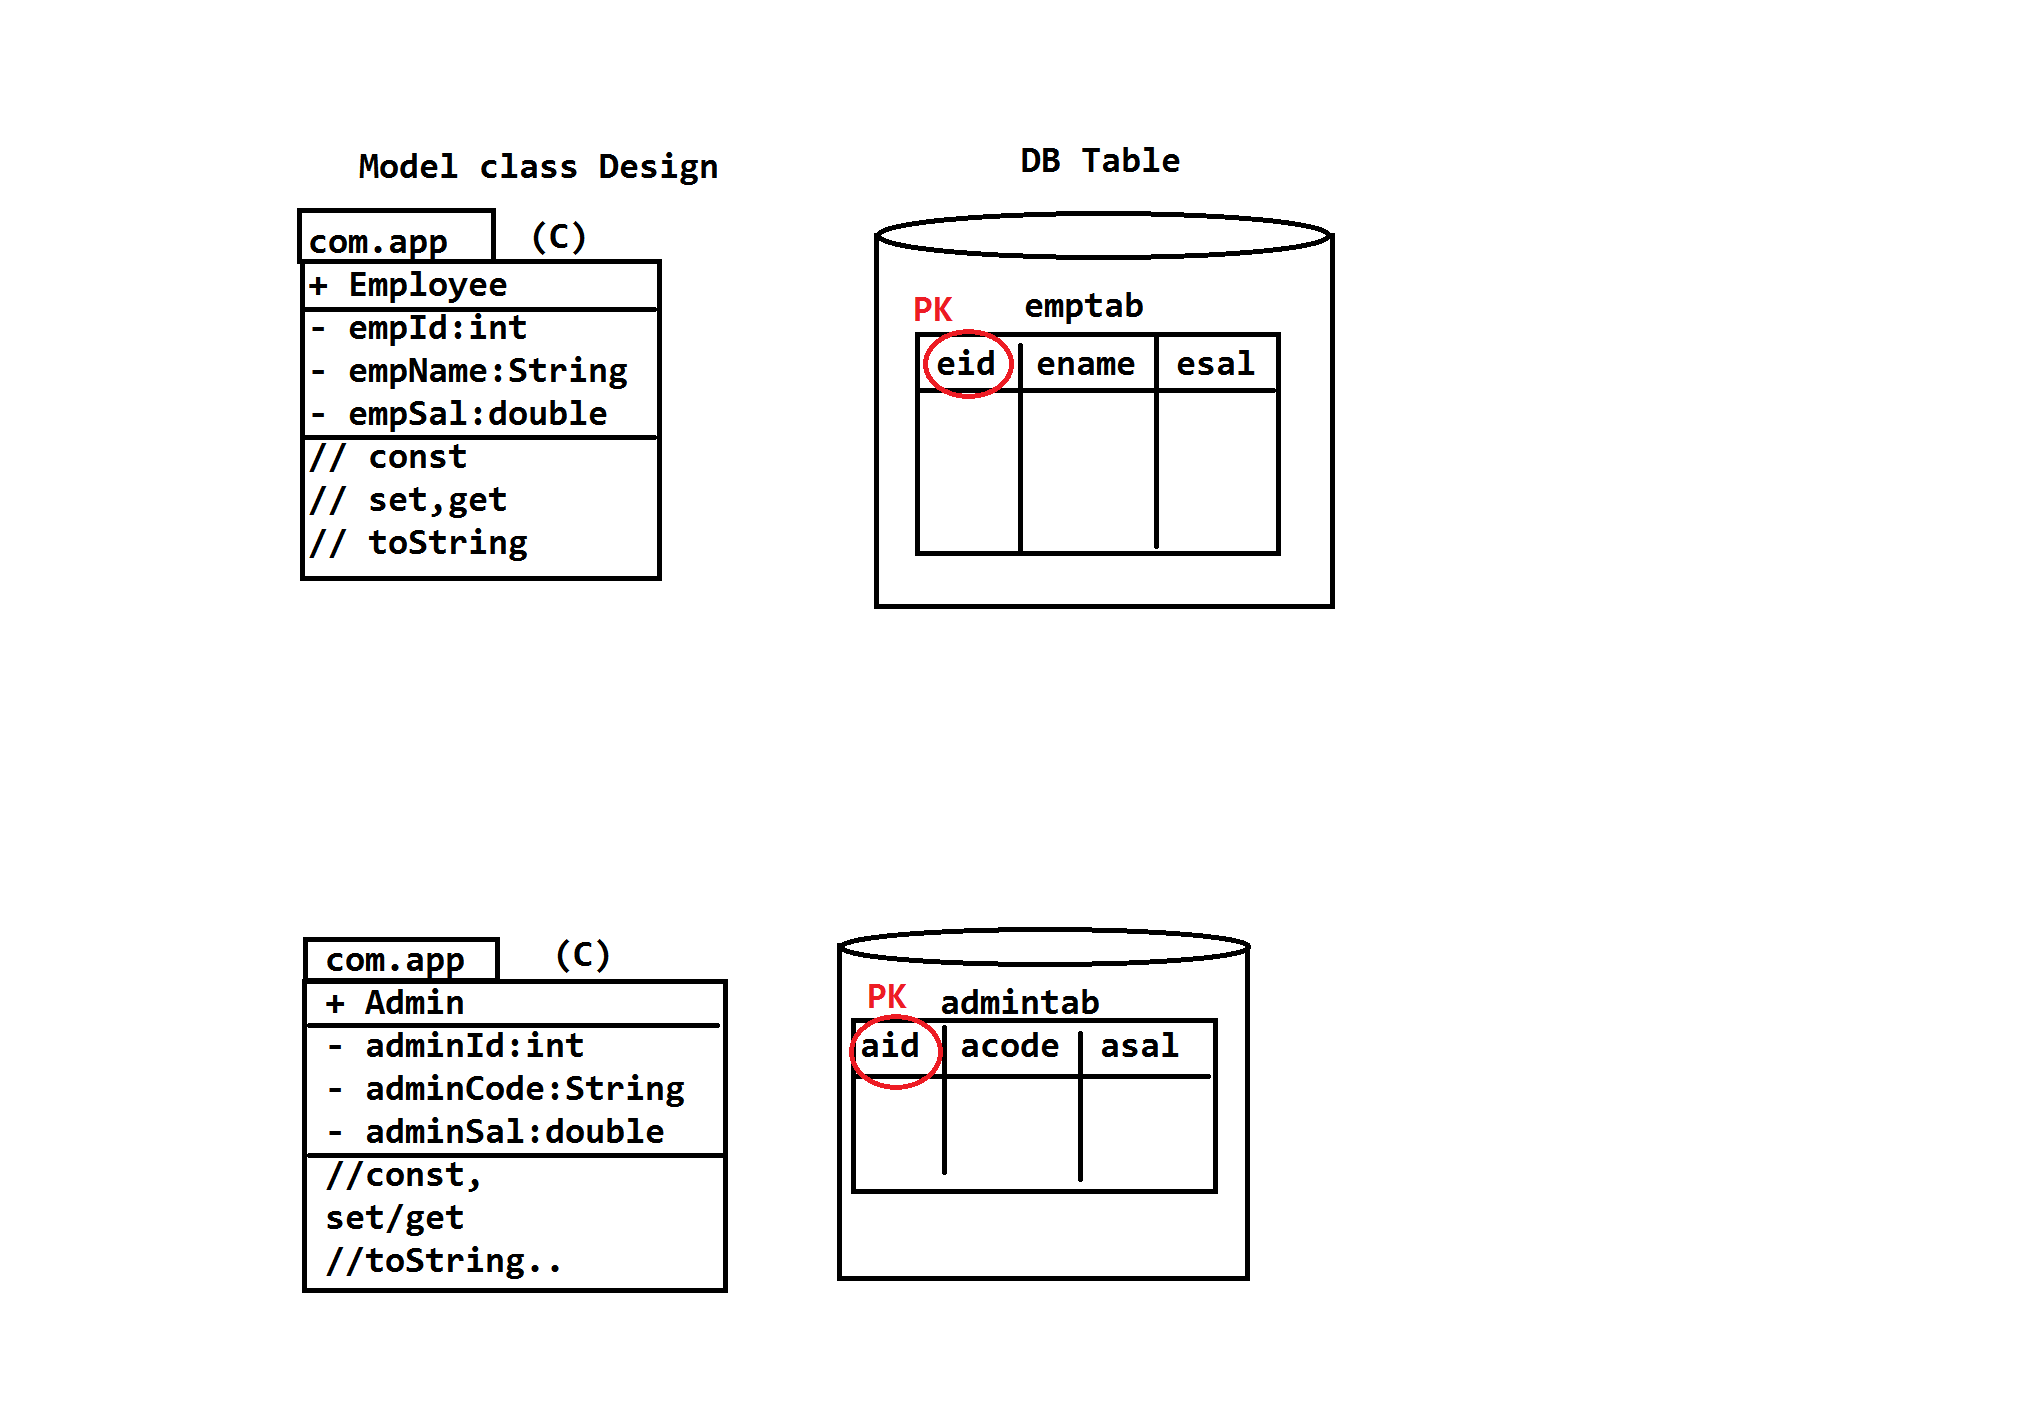 Model class Design
com.app (C)
+ Employee
- empId:int
- empName:String
- empSal:double
// const
// set,get
// toString
DB Table
PK emptab
eid ename esal
com.app (C)
+ Admin
- adminId:int
- adminCode:String
- adminSal:double
//const,
set/get
//toString..
PK admintab
aid acode asal